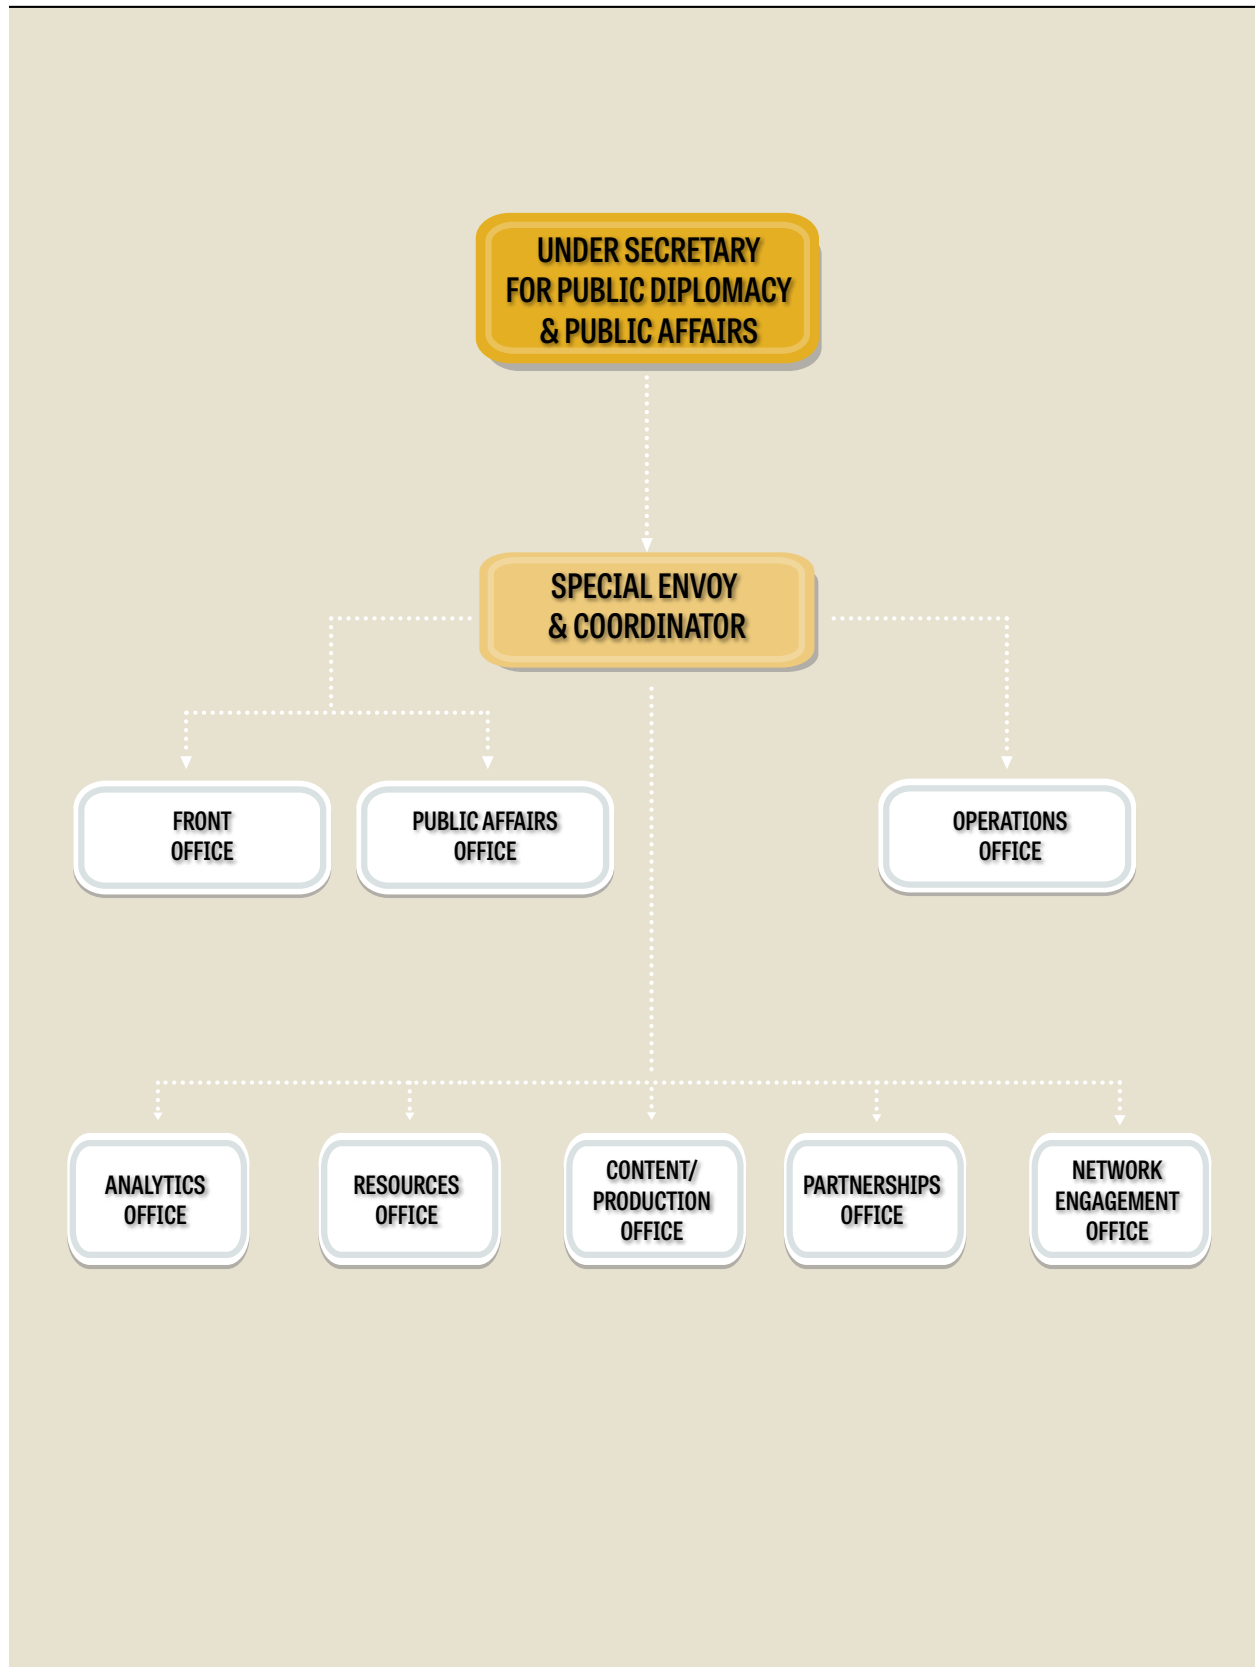 UNDER SECRETARY
FOR PUBLIC DIPLOMACY
& PUBLIC AFFAIRS
SPECIAL ENVOY
& COORDINATOR
FRONT
OFFICE
PUBLIC AFFAIRS
OFFICE
OPERATIONS
OFFICE
ANALYTICS
OFFICE
RESOURCES
OFFICE
CONTENT/
PRODUCTION
OFFICE
PARTNERSHIPS
OFFICE
NETWORK
ENGAGEMENT
OFFICE